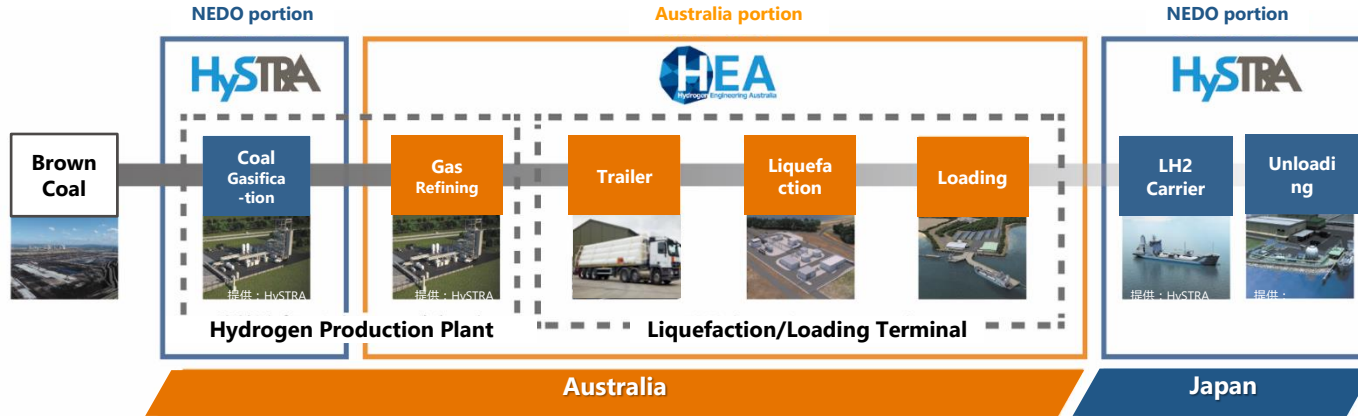 NEDO portion
Australia portion
NEDO portion
HySTRA
HEA
Hydrogen Engineering Australia
HySTRA
Brown
Coal
Coal
Gasifica
-tion
Gas
Refining
Trailer
Liquefa
ction
Loading
LH2
Carrier
Unloadi
ng
提供：HySTRA
提供：HySTRA
提供：HySTRA
提供：
Hydrogen Production Plant
Liquefaction/Loading Terminal
Australia
Japan